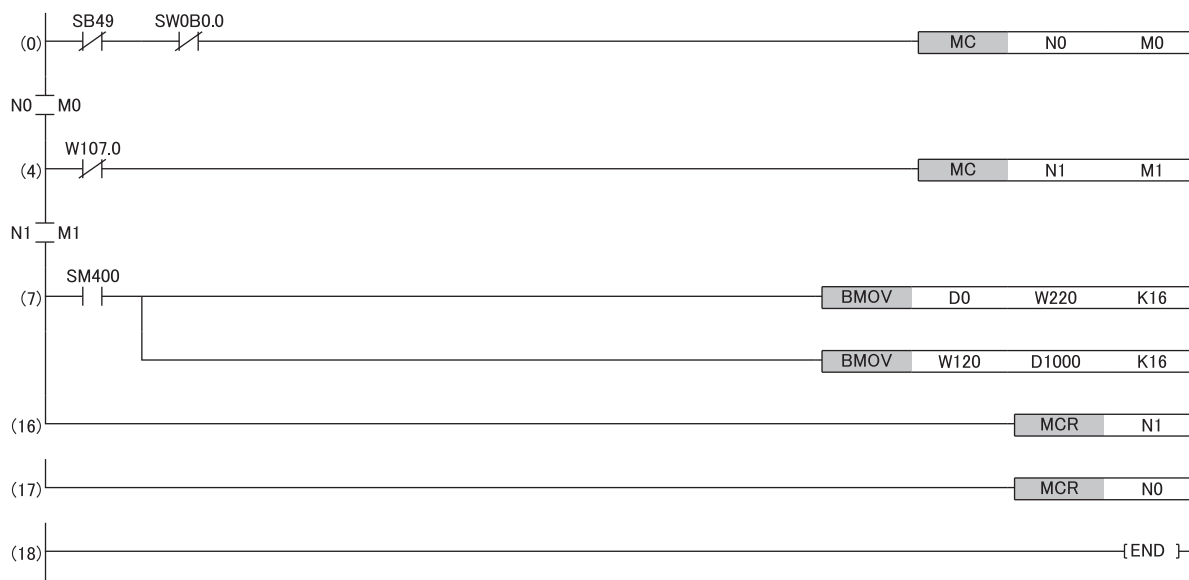 SB49 SW0B0.0
(0) MC N0 M0
N0 M0
W107.0
(4) MC N1 M1
N1 M1
SM400
(7) BMOV D0 W220 K16
BMOV W120 D1000 K16
(16) MCR N1
(17) MCR N0
(18) [END ]